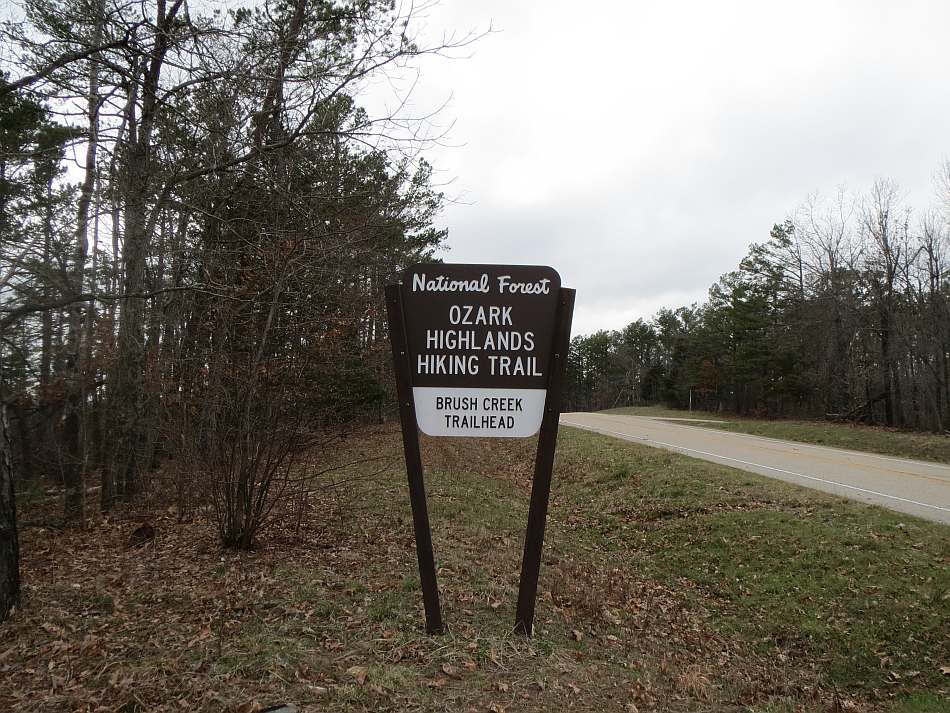 National Forest
OZARK
HIGHLANDS
HIKING TRAIL
BRUSH CREEK
TRAILHEAD